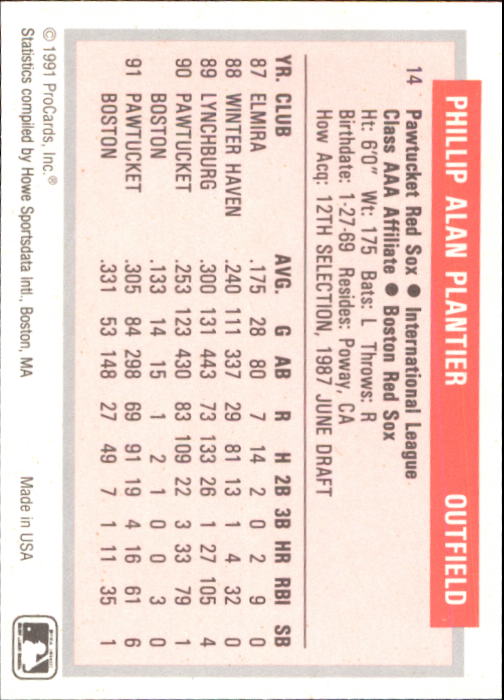 PHILLIP ALAN PLANTIER OUTFIELD
14 Pawtucket Red Sox ● International League
Class AAA Affiliate ● Boston Red Sox
Ht: 6'0" Wt: 175 Bats: L Throws: R
Birthdate: 1-27-69 Resides: Poway, CA
How Acq: 12TH SELECTION, 1987 JUNE DRAFT
YR. CLUB AVG. G AB R H 2B 3B HR RBI SB
87 ELMIRA .175 28 80 7 14 2 0 2 9 0
88 WINTER HAVEN .240 111 337 29 81 13 1 4 32 0
89 LYNCHBURG .300 131 443 73 133 26 1 27 105 4
90 PAWTUCKET .253 123 430 83 109 22 3 33 79 1
BOSTON .133 14 15 1 2 1 0 0 3 0
91 PAWTUCKET .305 84 298 69 91 19 4 16 61 6
BOSTON .331 53 148 27 49 7 1 11 35 1
© 1991 ProCards, Inc.®
Statistics compiled by Howe Sportsdata Intl., Boston, MA Made in USA